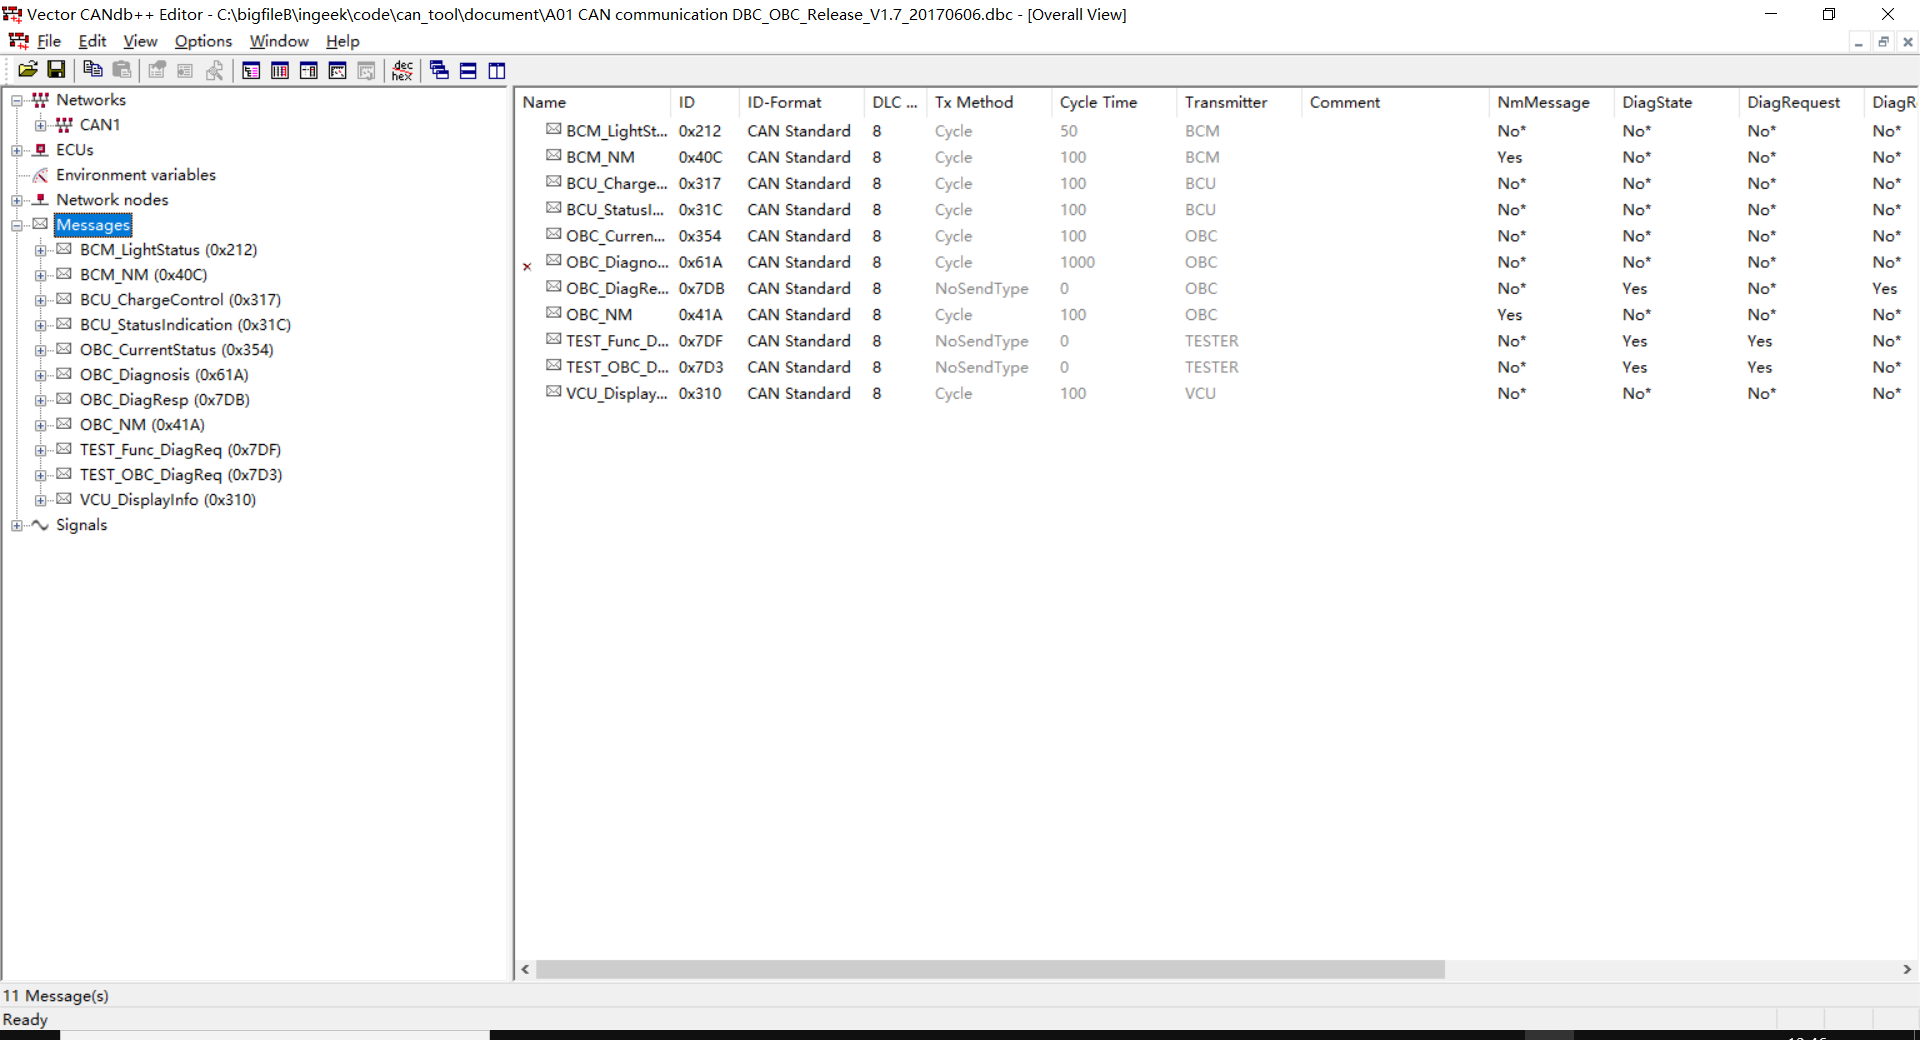 Vector CANdb++ Editor - C:\bigfileB\ingeek\code\can_tool\document\A01 CAN communication DBC_OBC_Release_V1.7_20170606.dbc - [Overall View]
File Edit View Options Window Help
dec
hex
Networks
CAN1
ECUs
Environment variables
Network nodes
Messages
BCM_LightStatus (0x212)
BCM_NM (0x40C)
BCU_ChargeControl (0x317)
BCU_StatusIndication (0x31C)
OBC_CurrentStatus (0x354)
OBC_Diagnosis (0x61A)
OBC_DiagResp (0x7DB)
OBC_NM (0x41A)
TEST_Func_DiagReq (0x7DF)
TEST_OBC_DiagReq (0x7D3)
VCU_DisplayInfo (0x310)
Signals
Name ID ID-Format DLC ... Tx Method Cycle Time Transmitter Comment NmMessage DiagState DiagRequest DiagR
BCM_LightSt... 0x212 CAN Standard 8 Cycle 50 BCM No* No* No* No*
BCM_NM 0x40C CAN Standard 8 Cycle 100 BCM Yes No* No* No*
BCU_Charge... 0x317 CAN Standard 8 Cycle 100 BCU No* No* No* No*
BCU_StatusI... 0x31C CAN Standard 8 Cycle 100 BCU No* No* No* No*
OBC_Curren... 0x354 CAN Standard 8 Cycle 100 OBC No* No* No* No*
OBC_Diagno... 0x61A CAN Standard 8 Cycle 1000 OBC No* No* No* No*
OBC_DiagRe... 0x7DB CAN Standard 8 NoSendType 0 OBC No* Yes No* Yes
OBC_NM 0x41A CAN Standard 8 Cycle 100 OBC Yes No* No* No*
TEST_Func_D... 0x7DF CAN Standard 8 NoSendType 0 TESTER No* Yes Yes No*
TEST_OBC_D... 0x7D3 CAN Standard 8 NoSendType 0 TESTER No* Yes Yes No*
VCU_Display... 0x310 CAN Standard 8 Cycle 100 VCU No* No* No* No*
11 Message(s)
Ready